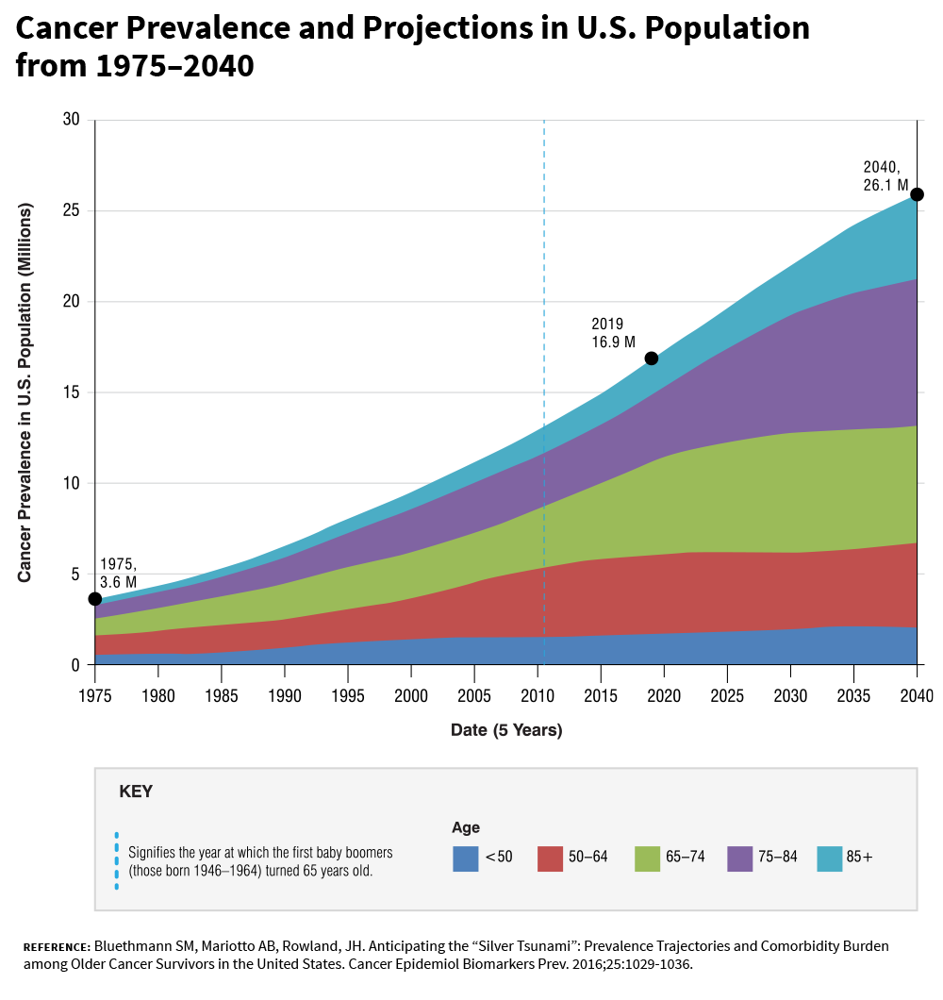 Cancer Prevalence and Projections in U.S. Population
from 1975–2040
Cancer Prevalence in U.S. Population (Millions)
30
25
20
15
10
5
0
1975,
3.6 M
2019
16.9 M
2040,
26.1 M
1975 1980 1985 1990 1995 2000 2005 2010 2015 2020 2025 2030 2035 2040
Date (5 Years)
KEY
Signifies the year at which the first baby boomers
(those born 1946–1964) turned 65 years old.
Age
<50 50–64 65–74 75–84 85+
REFERENCE: Bluethmann SM, Mariotto AB, Rowland, JH. Anticipating the “Silver Tsunami”: Prevalence Trajectories and Comorbidity Burden
among Older Cancer Survivors in the United States. Cancer Epidemiol Biomarkers Prev. 2016;25:1029-1036.